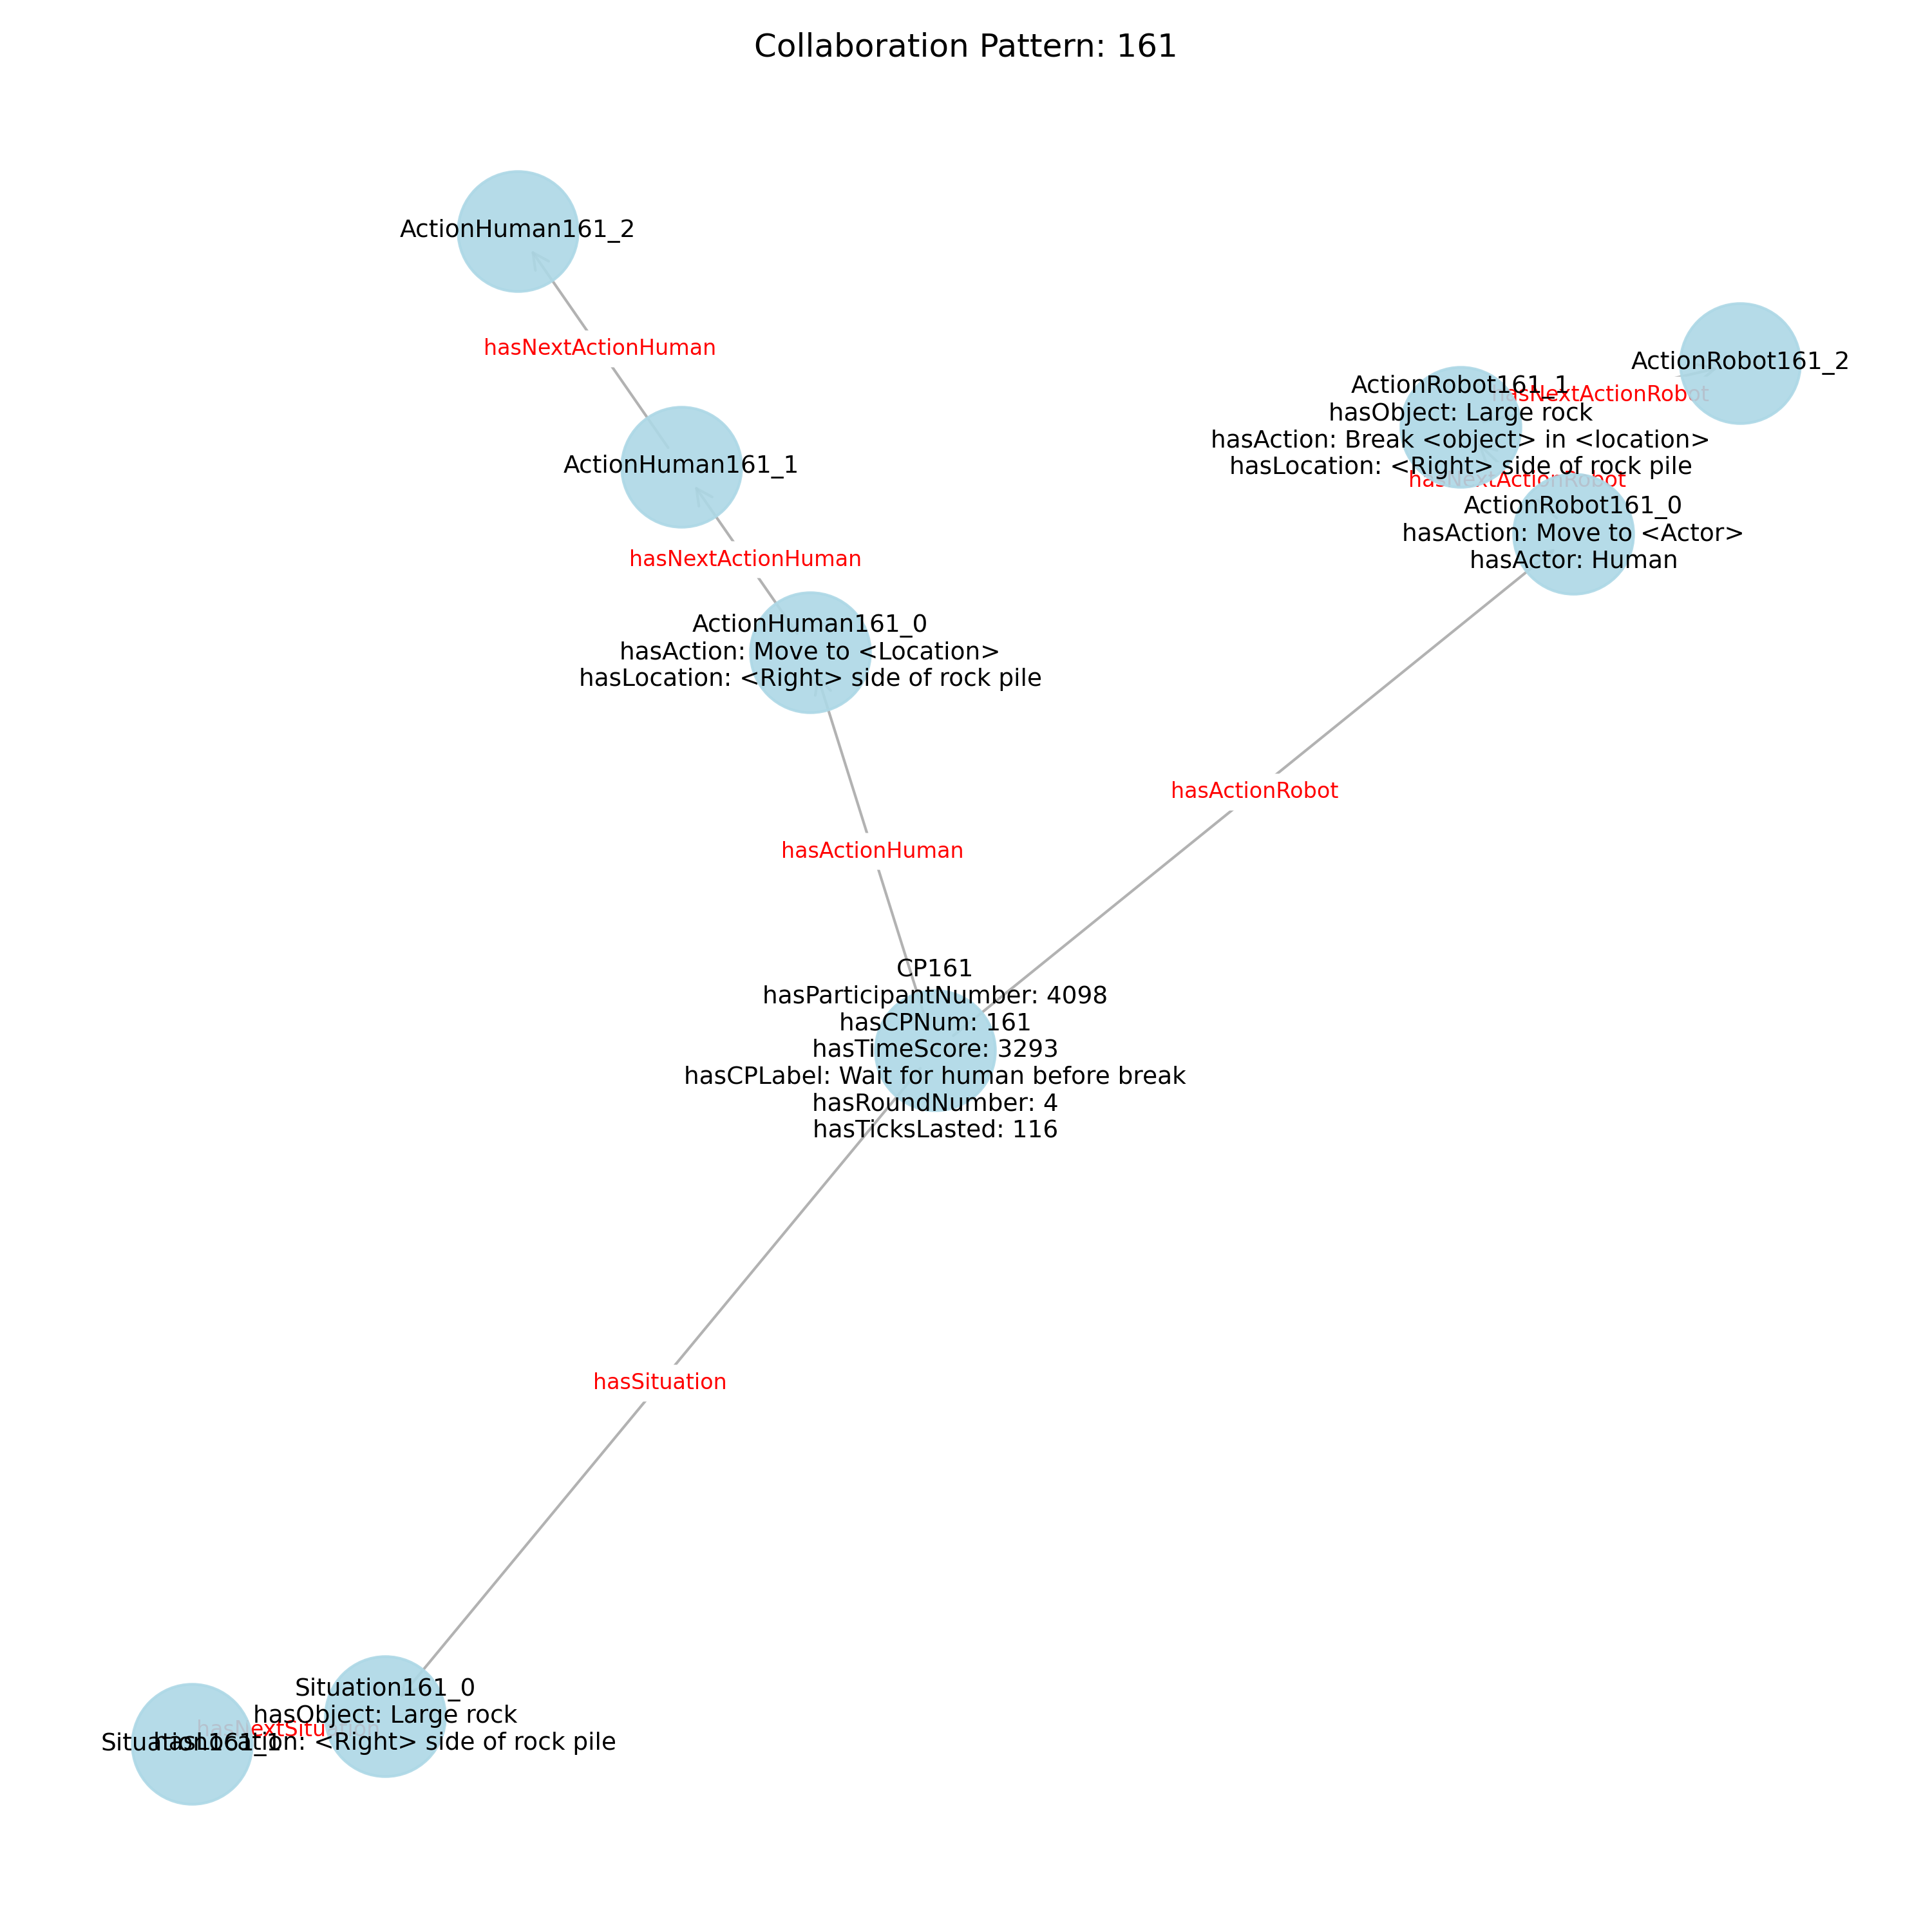 Collaboration Pattern: 161
ActionHuman161_2
hasNextActionHuman
ActionRobot161_2
hasNextActionRobot
ActionRobot161_1
hasObject: Large rock
hasAction: Break <object> in <location>
hasLocation: <Right> side of rock pile
hasNextActionRobot
ActionHuman161_1
ActionRobot161_0
hasAction: Move to <Actor>
hasActor: Human
hasNextActionHuman
ActionHuman161_0
hasAction: Move to <Location>
hasLocation: <Right> side of rock pile
hasActionRobot
hasActionHuman
CP161
hasParticipantNumber: 4098
hasCPNum: 161
hasTimeScore: 3293
hasCPLabel: Wait for human before break
hasRoundNumber: 4
hasTicksLasted: 116
hasSituation
Situation161_0
hasObject: Large rock
hasLocation: <Right> side of rock pile
hasNextSituation
Situation161_1